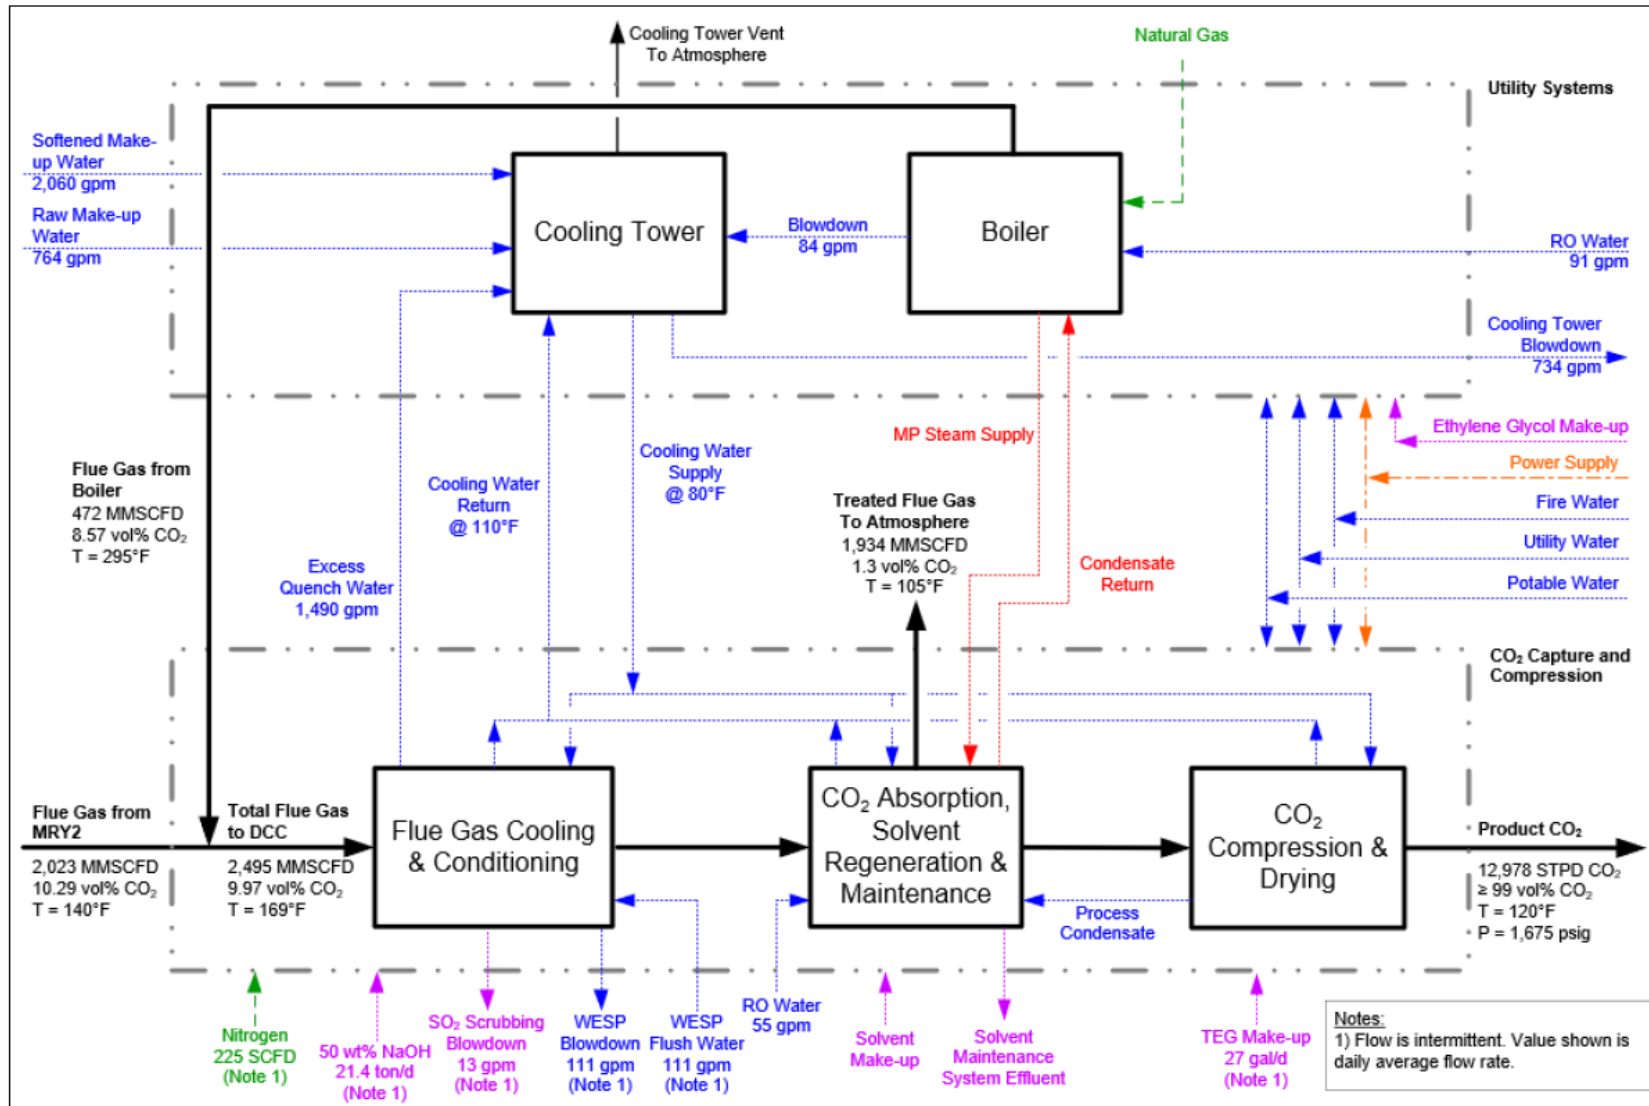 Cooling Tower Vent
To Atmosphere
Natural Gas
Utility Systems
Softened Make-
up Water
2,060 gpm
Raw Make-up
Water
764 gpm
Cooling Tower
Blowdown
84 gpm
Boiler
RO Water
91 gpm
Cooling Tower
Blowdown
734 gpm
Flue Gas from
Boiler
472 MMSCFD
8.57 vol% CO₂
T = 295°F
Excess
Quench Water
1,490 gpm
Cooling Water
Return
@ 110°F
Cooling Water
Supply
@ 80°F
MP Steam Supply
Treated Flue Gas
To Atmosphere
1,934 MMSCFD
1.3 vol% CO₂
T = 105°F
Condensate
Return
Ethylene Glycol Make-up
Power Supply
Fire Water
Utility Water
Potable Water
CO₂ Capture and
Compression
Flue Gas from
MRY2
2,023 MMSCFD
10.29 vol% CO₂
T = 140°F
Total Flue Gas
to DCC
2,495 MMSCFD
9.97 vol% CO₂
T = 169°F
Flue Gas Cooling
& Conditioning
CO₂ Absorption,
Solvent
Regeneration &
Maintenance
CO₂
Compression &
Drying
Process
Condensate
Product CO₂
12,978 STPD CO₂
≥ 99 vol% CO₂
T = 120°F
P = 1,675 psig
Nitrogen
225 SCFD
(Note 1)
50 wt% NaOH
21.4 ton/d
(Note 1)
SO₂ Scrubbing
Blowdown
13 gpm
(Note 1)
WESP
Blowdown
111 gpm
(Note 1)
WESP
Flush Water
111 gpm
(Note 1)
RO Water
55 gpm
Solvent
Make-up
Solvent
Maintenance
System Effluent
TEG Make-up
27 gal/d
(Note 1)
Notes:
1) Flow is intermittent. Value shown is
daily average flow rate.